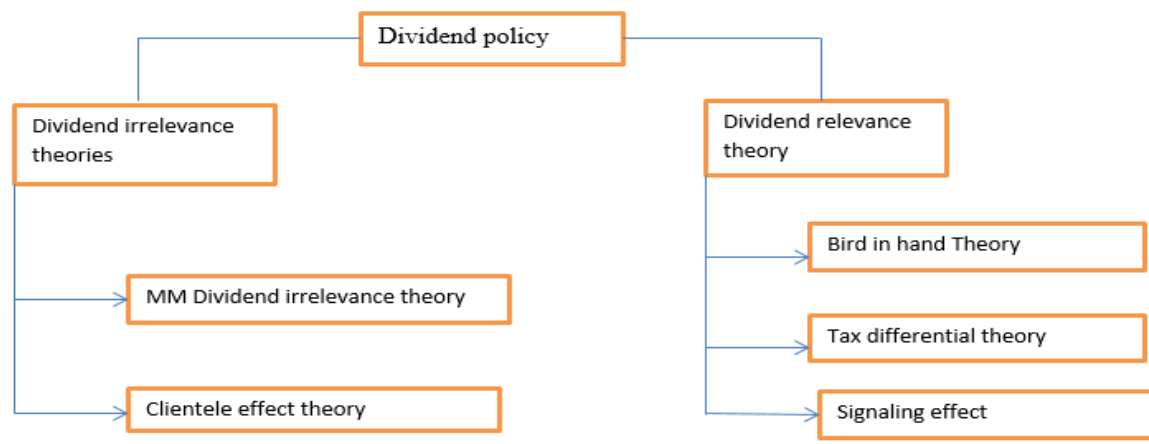 Dividend policy
Dividend irrelevance
theories
Dividend relevance
theory
Bird in hand Theory
MM Dividend irrelevance theory
Tax differential theory
Clientele effect theory
Signaling effect